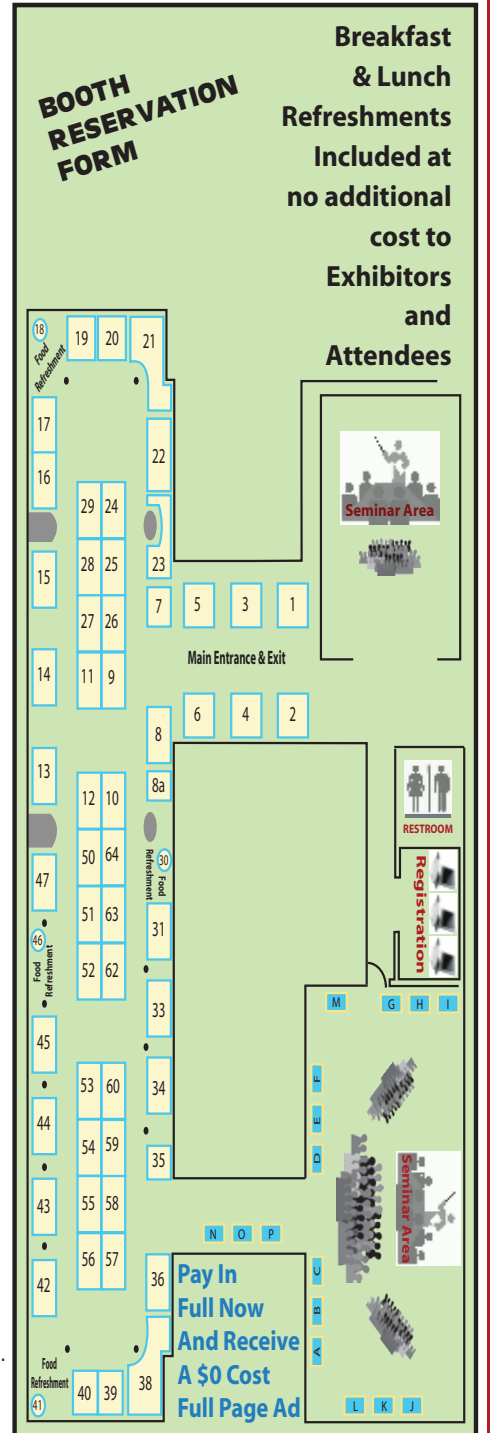 BOOTH
RESERVATION
FORM
Breakfast
& Lunch
Refreshments
Included at
no additional
cost to
Exhibitors
and
Attendees
18
Food
Refreshment
19 20 21
17
22
16
29 24
23
28 25
15
7 5 3 1
27 26
Main Entrance & Exit
14
11 9
6 4 2
8
13
8a
12 10
30
Food
Refreshment
50 64
47
51 63
31
46
Food
Refreshment
52 62
33
45
53 60
34
44
54 59
35
43
55 58
56 57
42
36
Food
Refreshment
41
40 39 38
Seminar Area
RESTROOM
Registration
M G H I
F
E
D
Seminar Area
N O P
C
B
A
L K J
Pay In
Full Now
And Receive
A $0 Cost
Full Page Ad
.